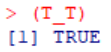 > (T_T)
[1] TRUE